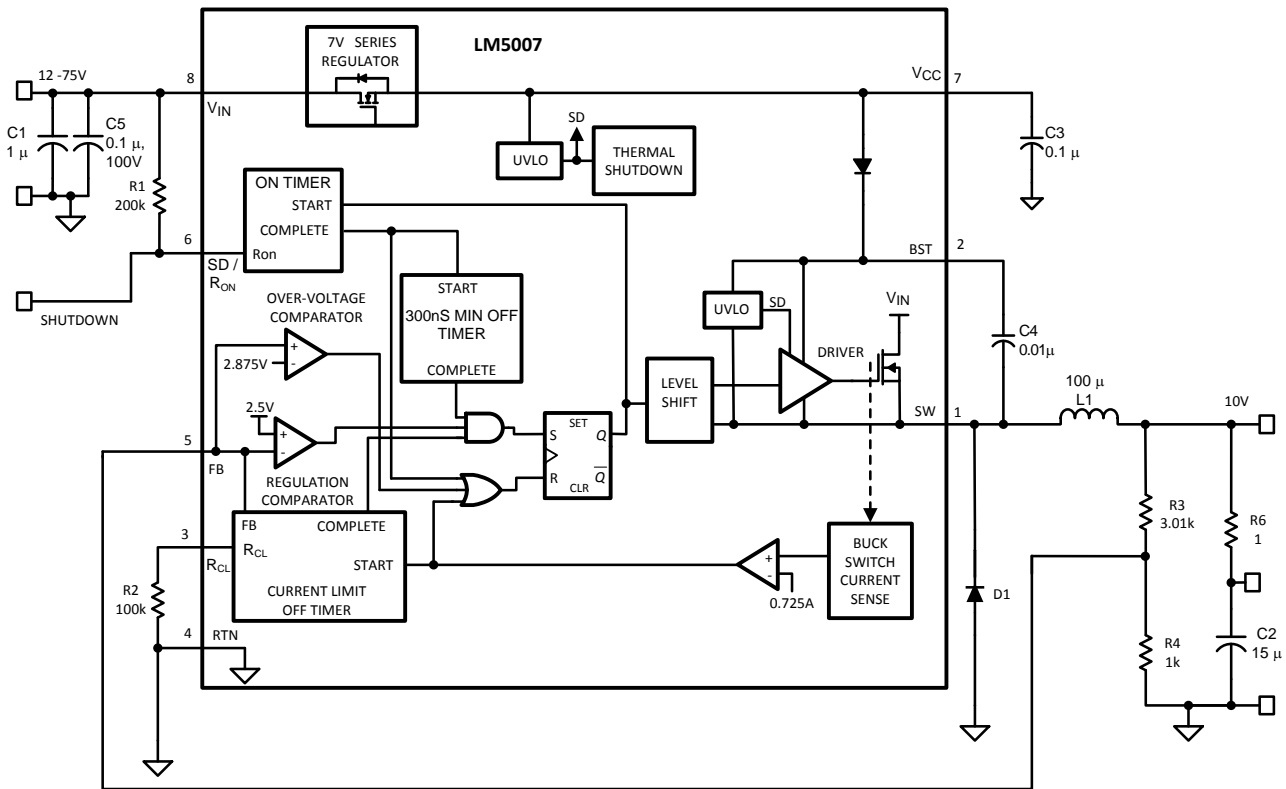 LM5007
7V SERIES
REGULATOR
12 -75V
8
VIN
VCC
7
C1
1 µ
C5
0.1 µ,
100V
R1
200k
SD
UVLO
THERMAL
SHUTDOWN
C3
0.1 µ
ON TIMER
START
COMPLETE
Ron
6
SD /
RON
SHUTDOWN
START
300nS MIN OFF
TIMER
COMPLETE
OVER-VOLTAGE
COMPARATOR
+
-
2.875V
2.5V
+
-
REGULATION
COMPARATOR
5
FB
BST
2
UVLO
SD
VIN
DRIVER
LEVEL
SHIFT
C4
0.01µ
SW
1
100 µ
L1
10V
SET
S
Q
R
Q
CLR
FB
COMPLETE
RCL
START
CURRENT LIMIT
OFF TIMER
3
RCL
R2
100k
4
RTN
+
-
0.725A
BUCK
SWITCH
CURRENT
SENSE
D1
R3
3.01k
R6
1
R4
1k
C2
15 µ